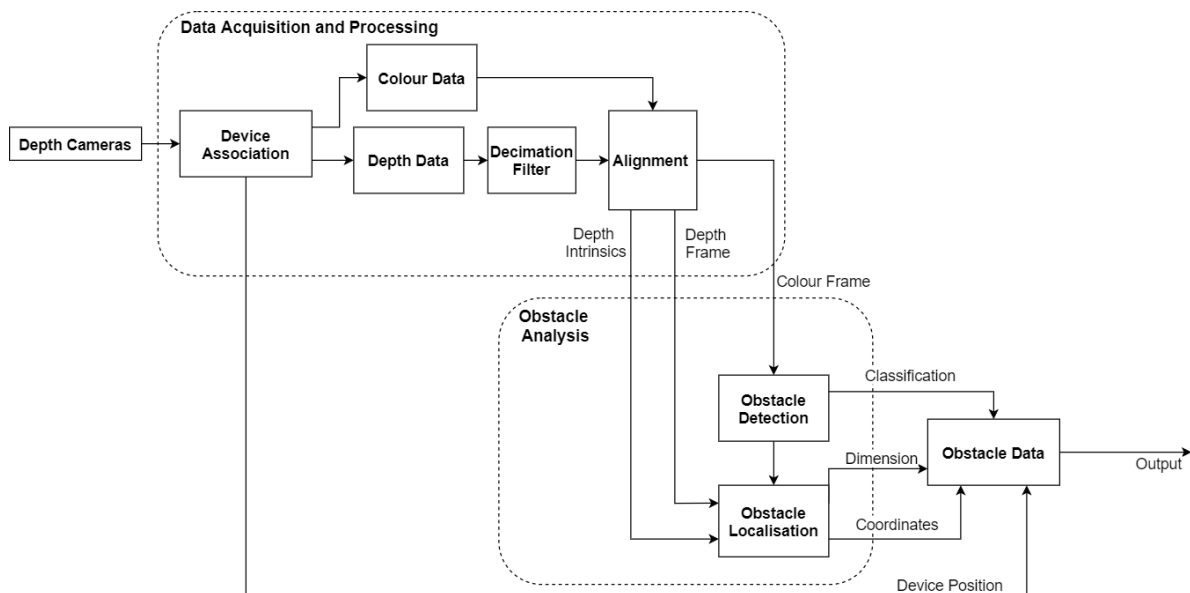 Data Acquisition and Processing
Colour Data
Depth Cameras
Device
Association
Depth Data
Decimation
Filter
Alignment
Depth
Intrinsics
Depth
Frame
Colour Frame
Obstacle
Analysis
Obstacle
Detection
Classification
Obstacle Data
Output
Dimension
Obstacle
Localisation
Coordinates
Device Position